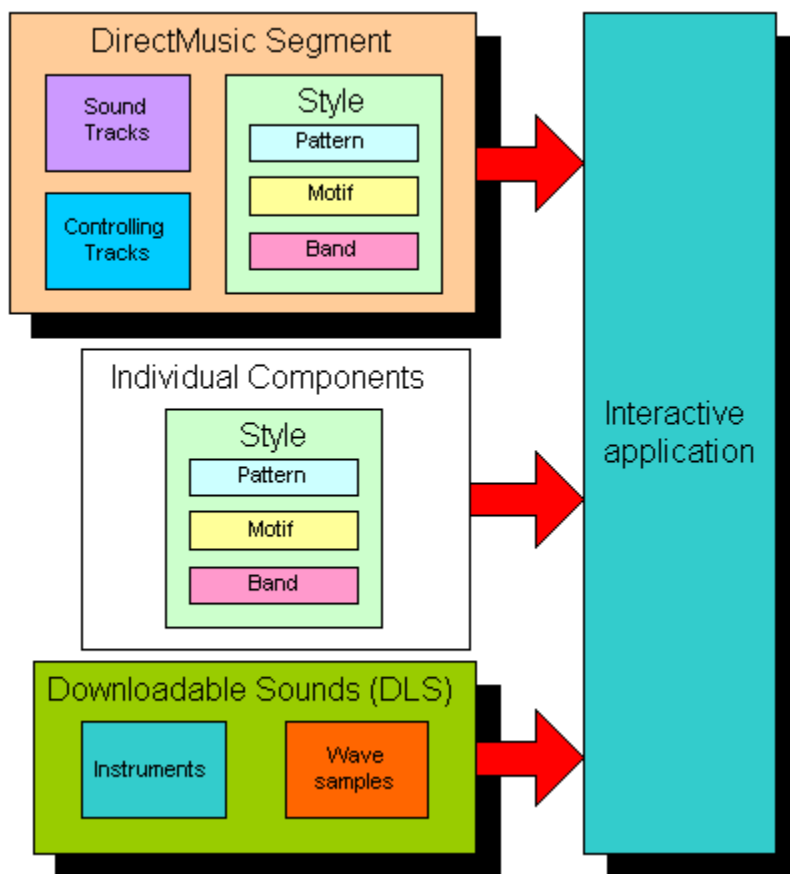 DirectMusic Segment
Sound
Tracks
Controlling
Tracks
Style
Pattern
Motif
Band
Individual Components
Style
Pattern
Motif
Band
Downloadable Sounds (DLS)
Instruments
Wave
samples
Interactive
application